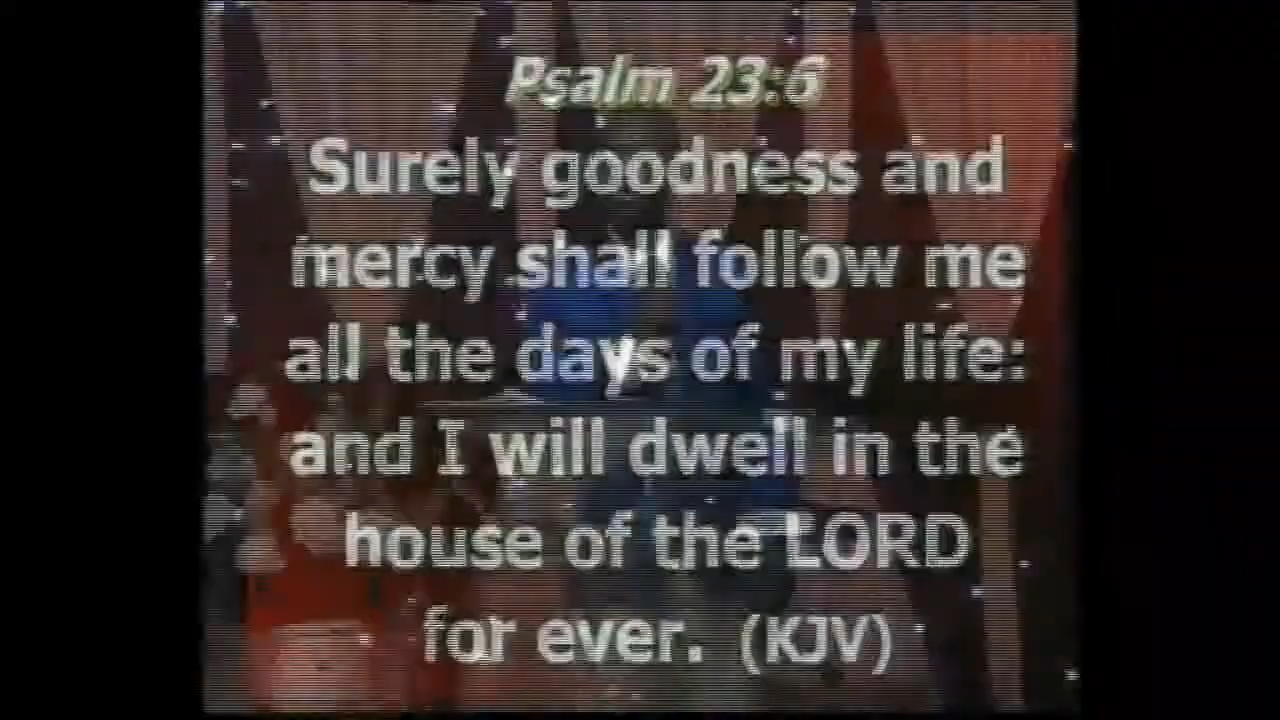 Psalm 23:6
Surely goodness and
mercy shall follow me
all the days of my life:
and I will dwell in the
house of the LORD
for ever. (KJV)